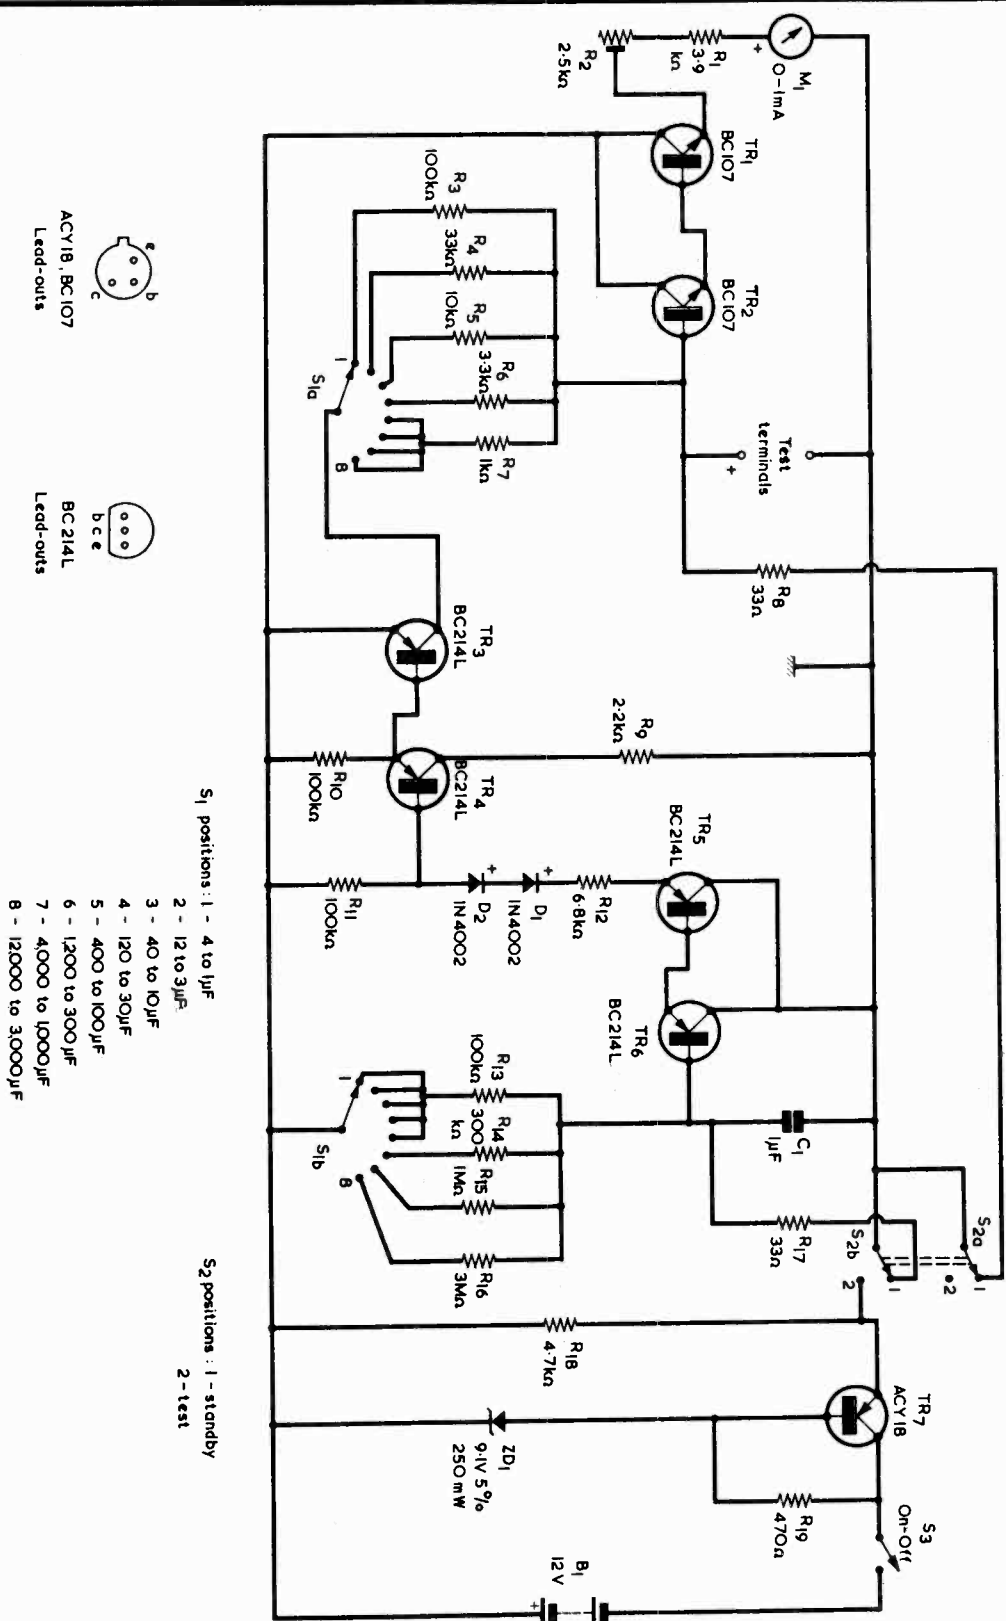 M1
0-1mA
+
R1
3·9
kΩ
R2
2·5kΩ
TR1
BC107
TR2
BC107
R3
100kΩ
R4
33kΩ
R5
10kΩ
R6
3·3kΩ
R7
1kΩ
1
8
S1a
Test
terminals
+
R8
33Ω
TR3
BC214L
TR4
BC214L
R9
2·2kΩ
R10
100kΩ
R11
100kΩ
+
D2
1N4002
+
D1
1N4002
R12
6·8kΩ
TR5
BC214L
TR6
BC214L
R13
100kΩ
R14
300
kΩ
R15
1MΩ
R16
3MΩ
1
8
S1b
C1
1μF
R17
33Ω
S2a
1
2
S2b
1
2
R18
4·7kΩ
TR7
ACY18
ZD1
9·1V 5%
250mW
R19
470Ω
S3
On-Off
B1
12V
+
e
b
c
ACY18, BC107
Lead-outs
b c e
BC214L
Lead-outs
S1 positions : 1 - 4 to 1μF
2 - 12 to 3μF
3 - 40 to 10μF
4 - 120 to 30μF
5 - 400 to 100μF
6 - 1,200 to 300μF
7 - 4,000 to 1,000μF
8 - 12,000 to 3,000μF
S2 positions : 1 - standby
2 - test